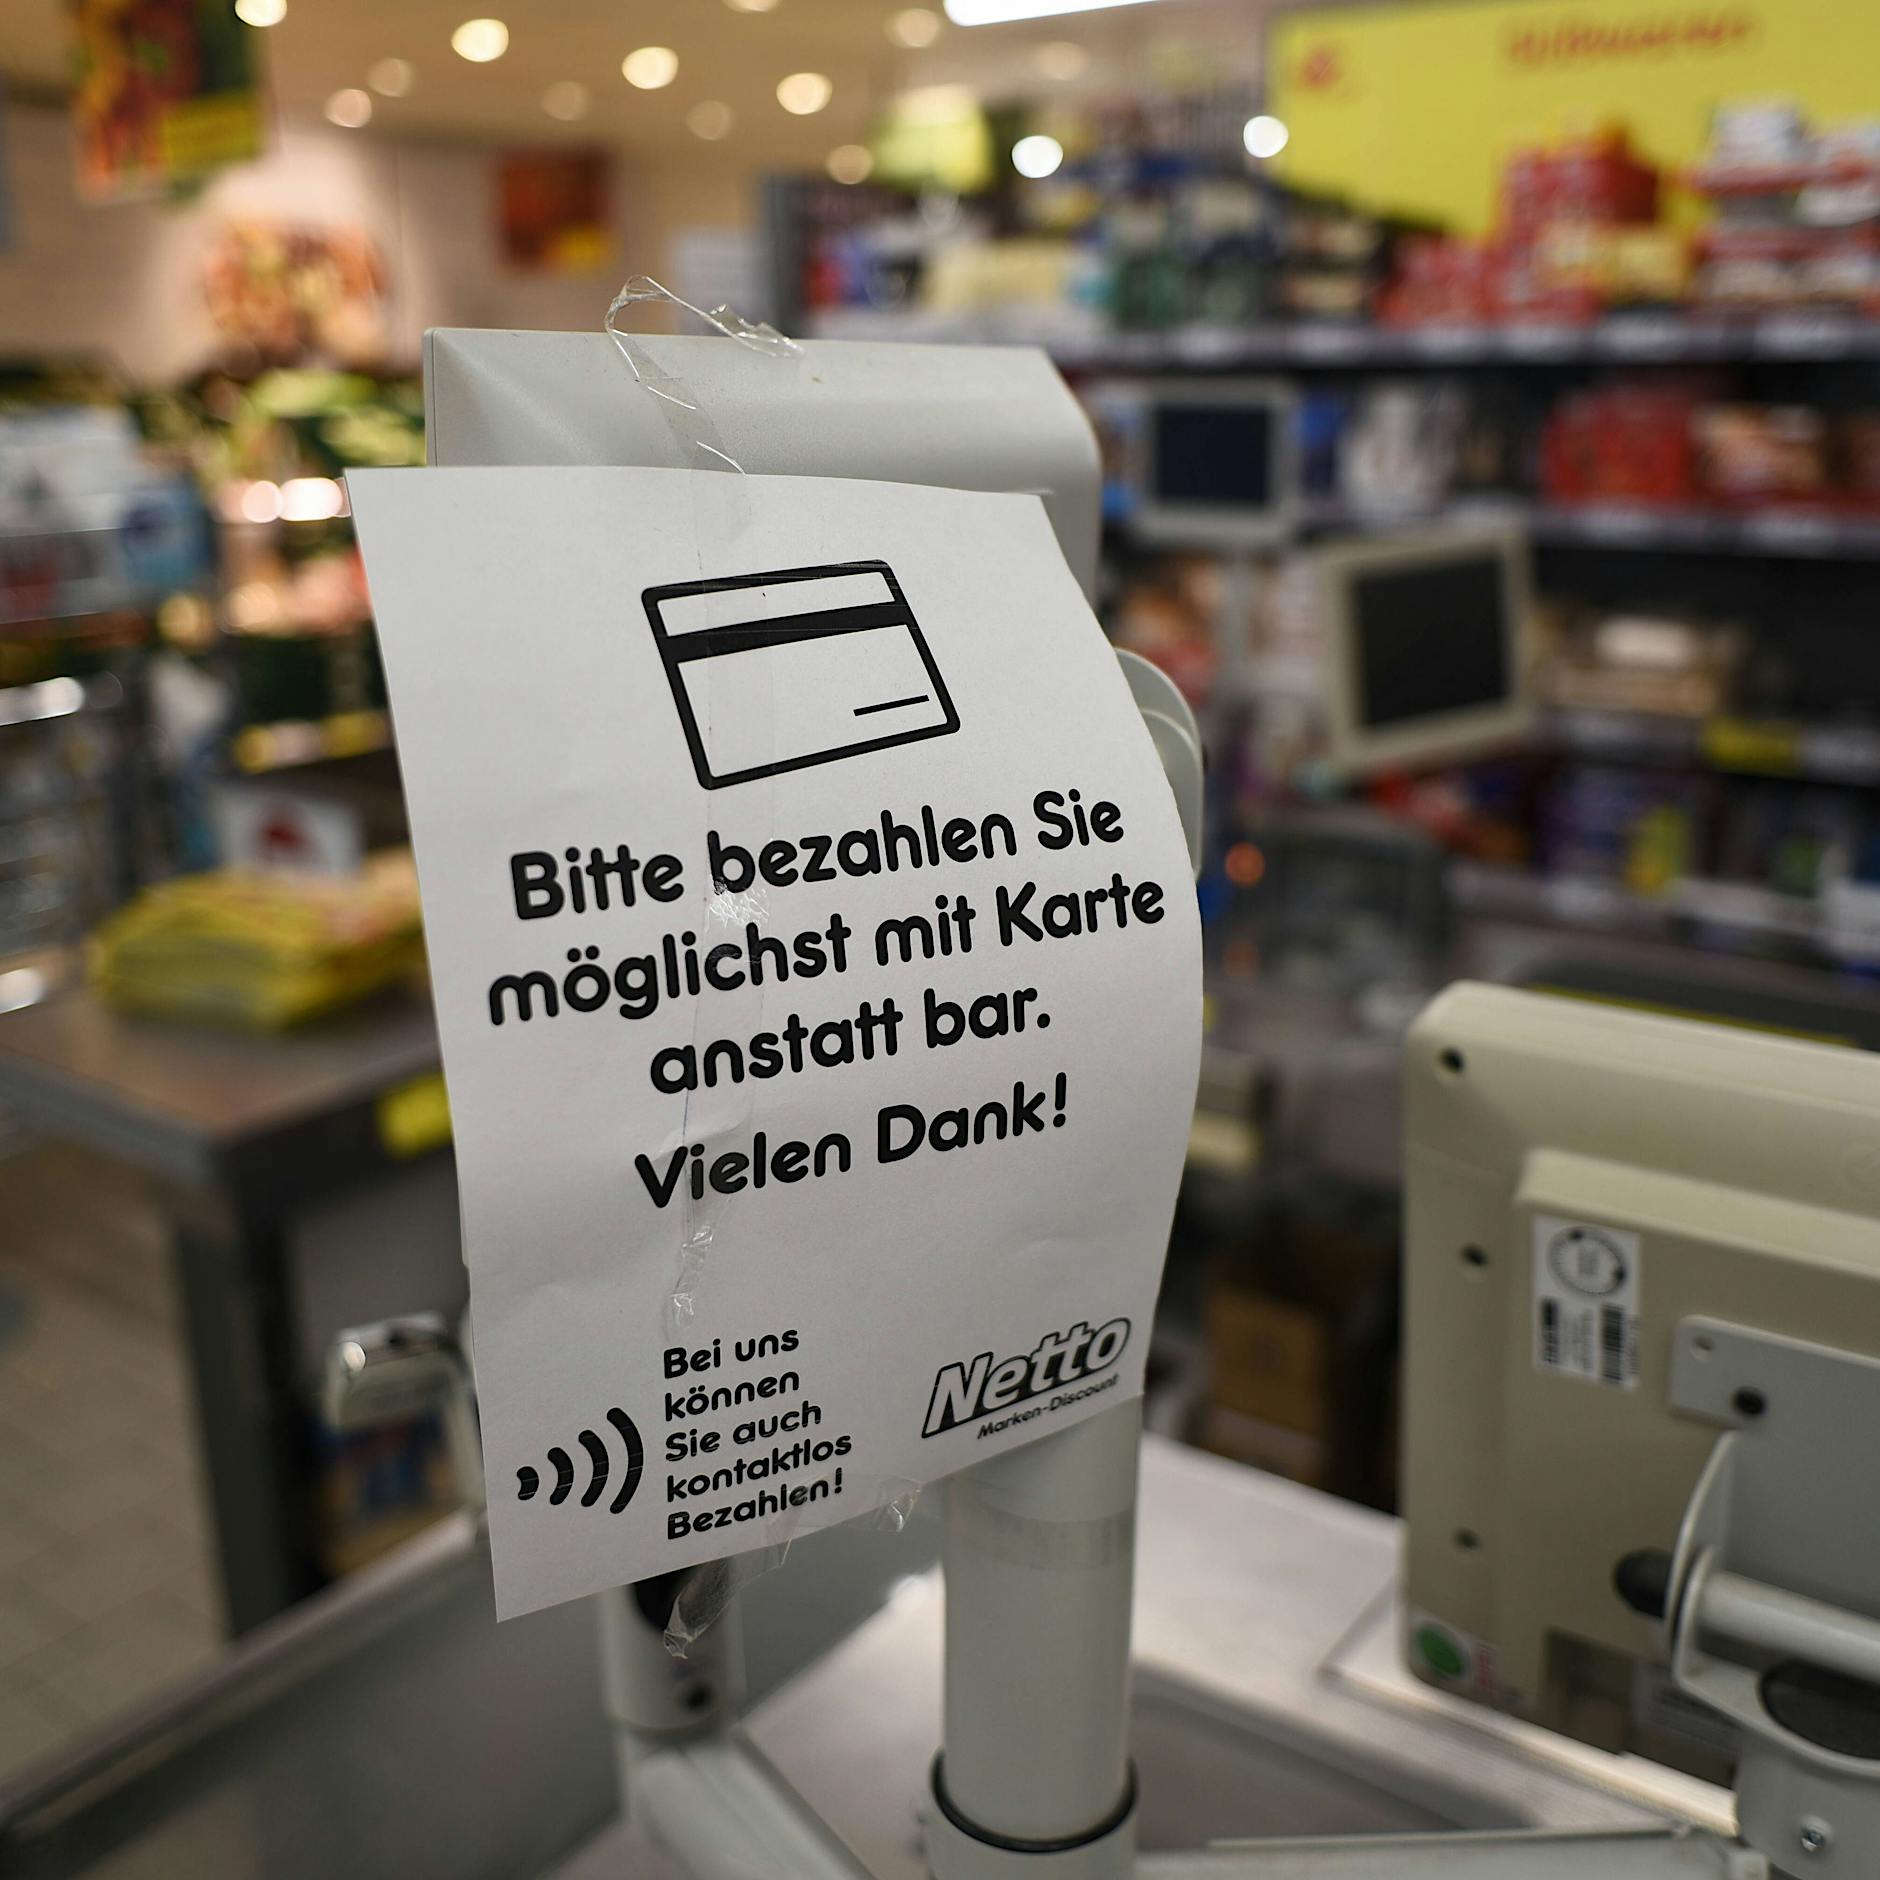 Bitte bezahlen Sie
möglichst mit Karte
anstatt bar.
Vielen Dank!
Bei uns
können
Sie auch
kontaktlos
Bezahlen!
Netto
Marken-Discount